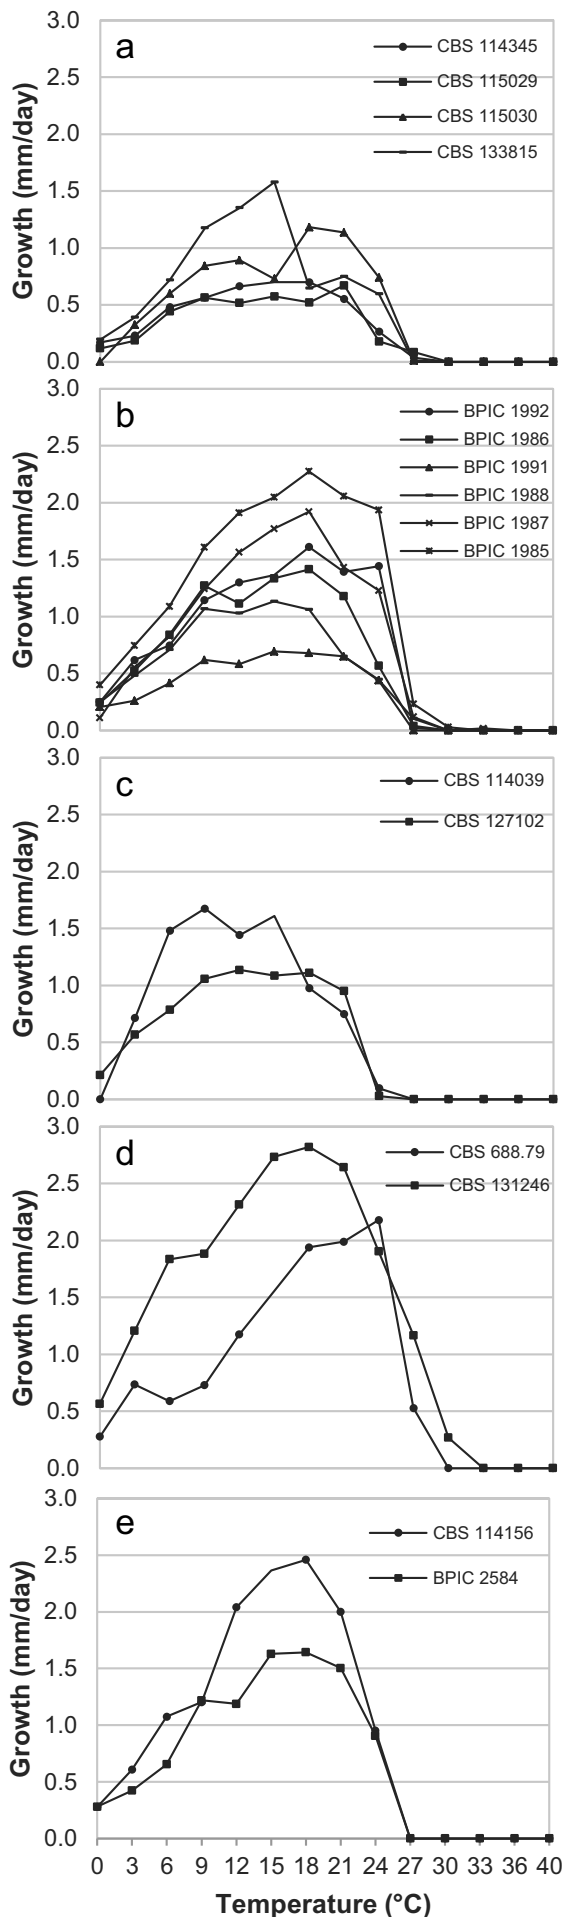 a
CBS 114345
CBS 115029
CBS 115030
CBS 133815
3.0
2.5
2.0
1.5
1.0
0.5
0.0
Growth (mm/day)
b
BPIC 1992
BPIC 1986
BPIC 1991
BPIC 1988
BPIC 1987
BPIC 1985
3.0
2.5
2.0
1.5
1.0
0.5
0.0
Growth (mm/day)
c
CBS 114039
CBS 127102
3.0
2.5
2.0
1.5
1.0
0.5
0.0
Growth (mm/day)
d
CBS 688.79
CBS 131246
3.0
2.5
2.0
1.5
1.0
0.5
0.0
Growth (mm/day)
e
CBS 114156
BPIC 2584
3.0
2.5
2.0
1.5
1.0
0.5
0.0
Growth (mm/day)
0 3 6 9 12 15 18 21 24 27 30 33 36 40
Temperature (°C)